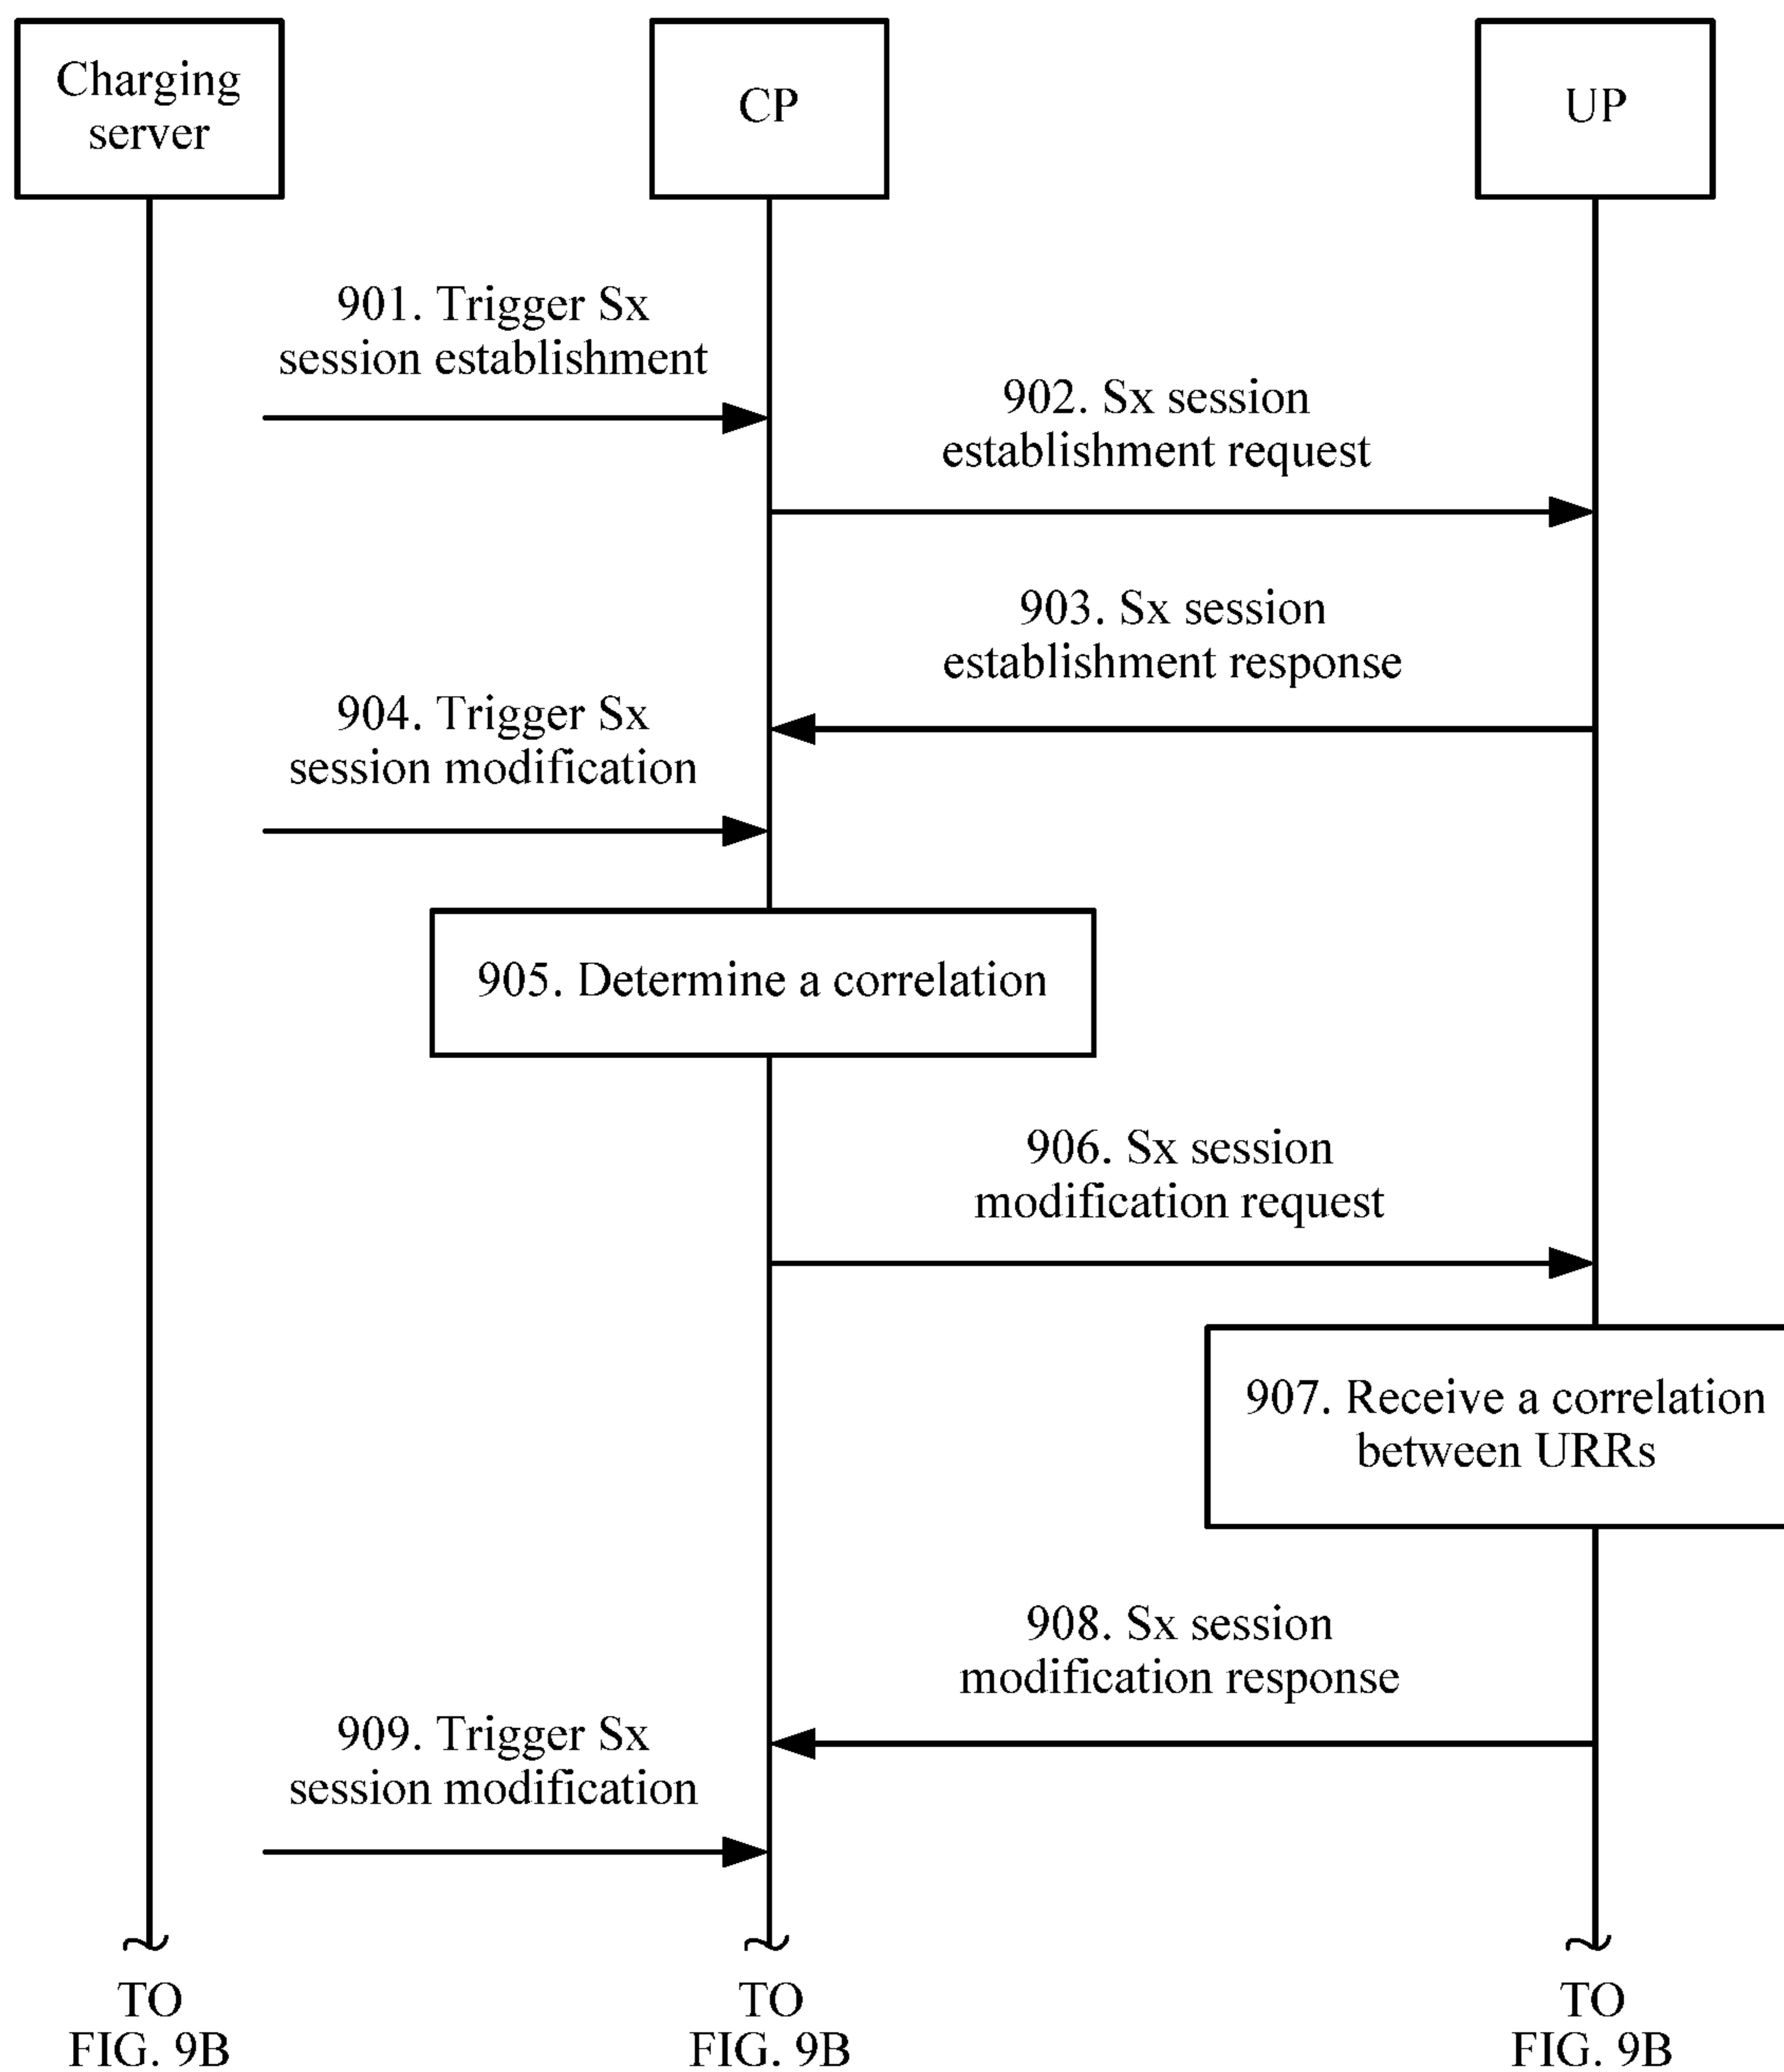 Charging
server
CP
UP
901. Trigger Sx
session establishment
902. Sx session
establishment request
903. Sx session
establishment response
904. Trigger Sx
session modification
905. Determine a correlation
906. Sx session
modification request
907. Receive a correlation
between URRs
908. Sx session
modification response
909. Trigger Sx
session modification
TO
FIG. 9B
TO
FIG. 9B
TO
FIG. 9B